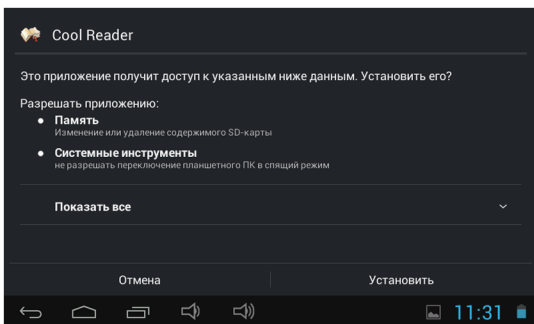 Cool Reader
Это приложение получит доступ к указанным ниже данным. Установить его?
Разрешать приложению:
Память
Изменение или удаление содержимого SD-карты
Системные инструменты
не разрешать переключение планшетного ПК в спящий режим
Показать все
Отмена Установить
11:31